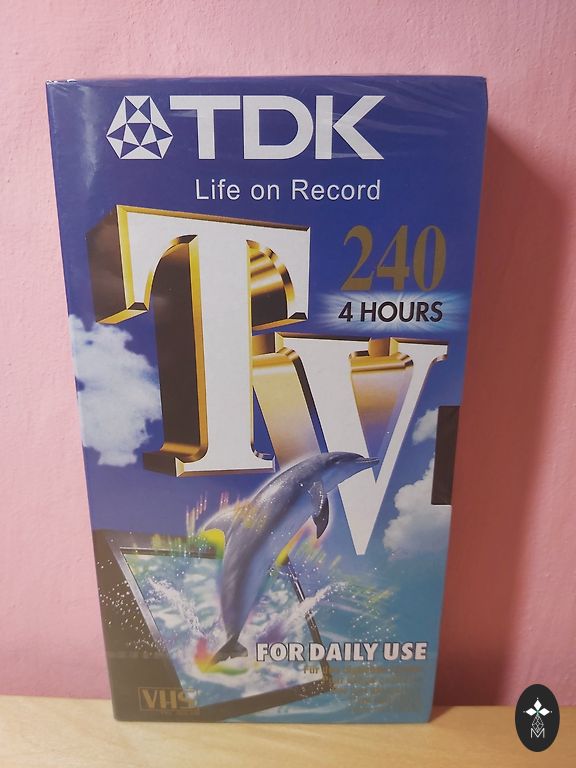 TDK
Life on Record
TV
240
4 HOURS
FOR DAILY USE
VHS